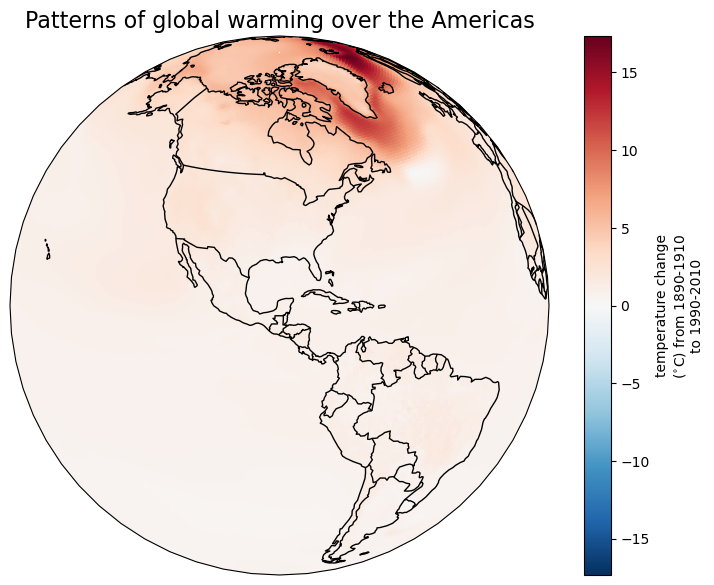 Patterns of global warming over the Americas
15
10
5
0
−5
−10
−15
temperature change
(°C) from 1890-1910
to 1990-2010